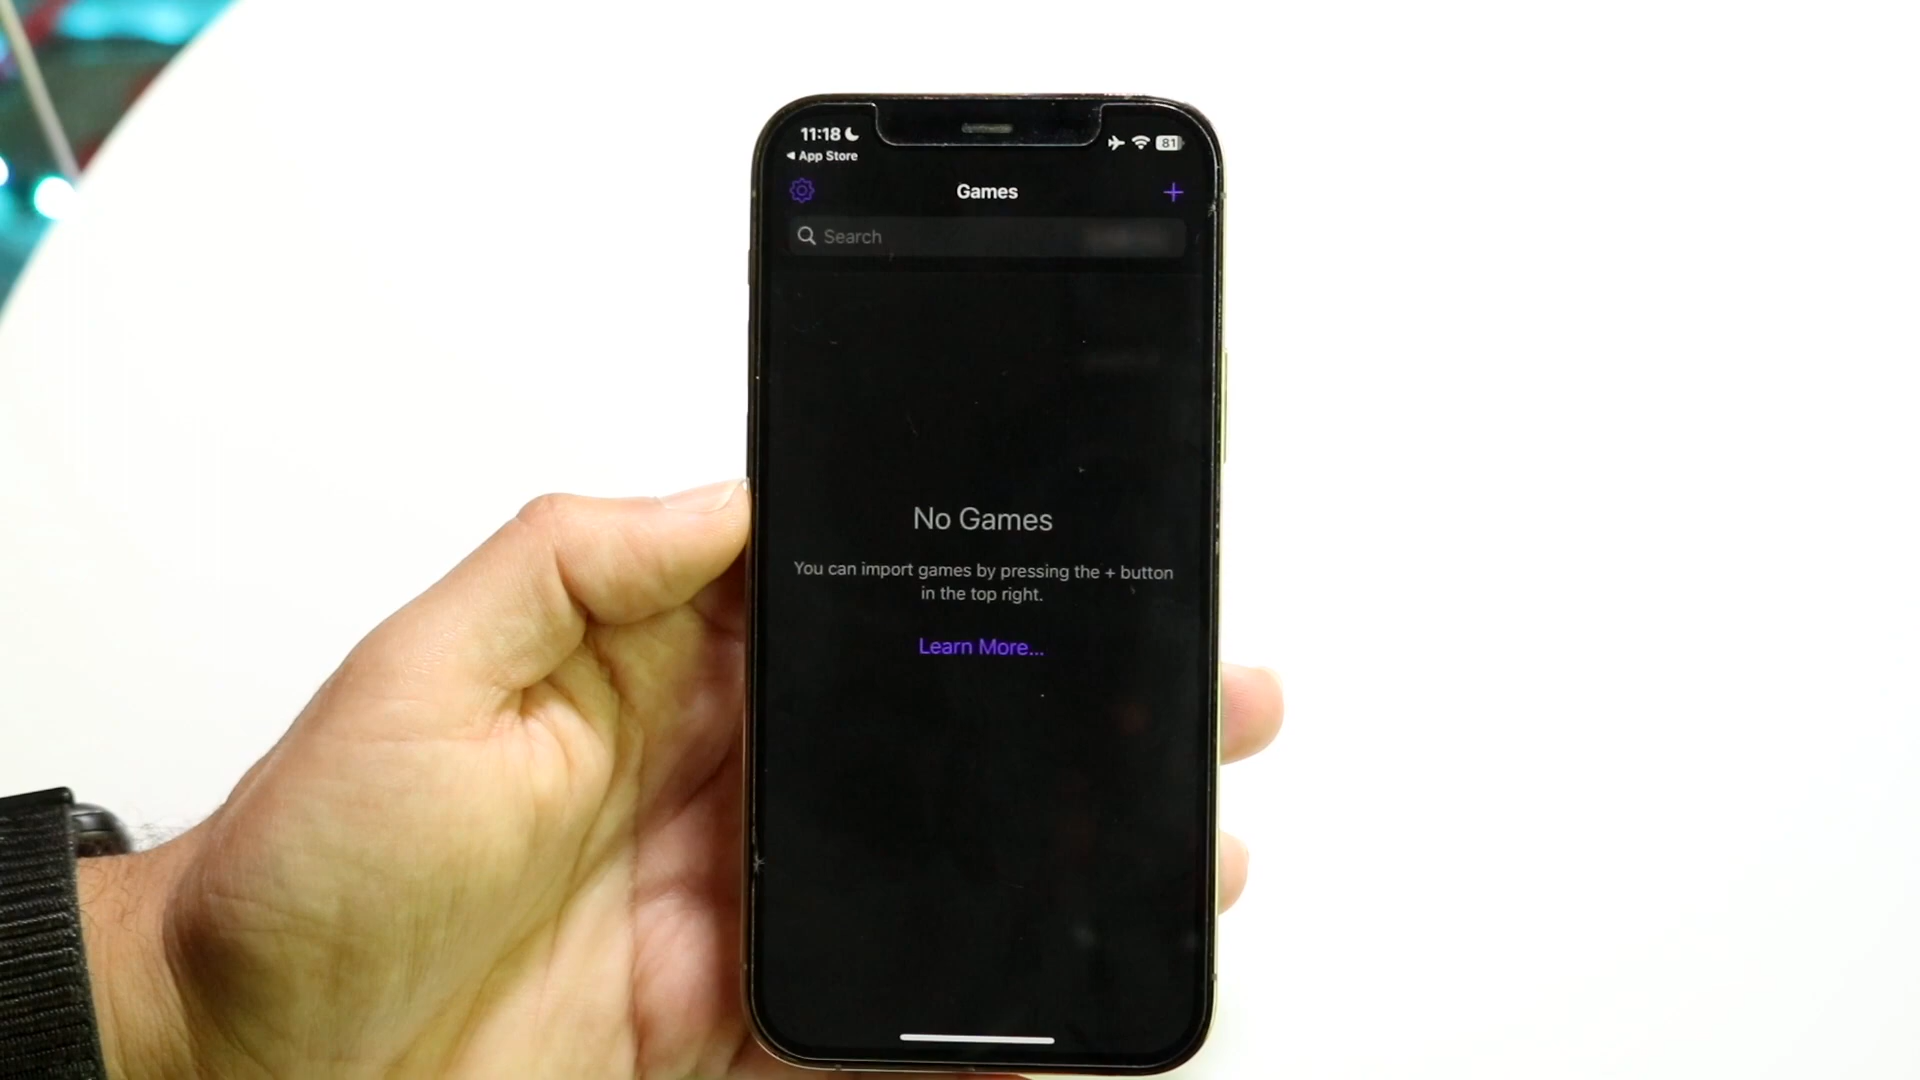 11:18
81
◀ App Store
Games
+
Search
No Games
You can import games by pressing the + button
in the top right.
Learn More...